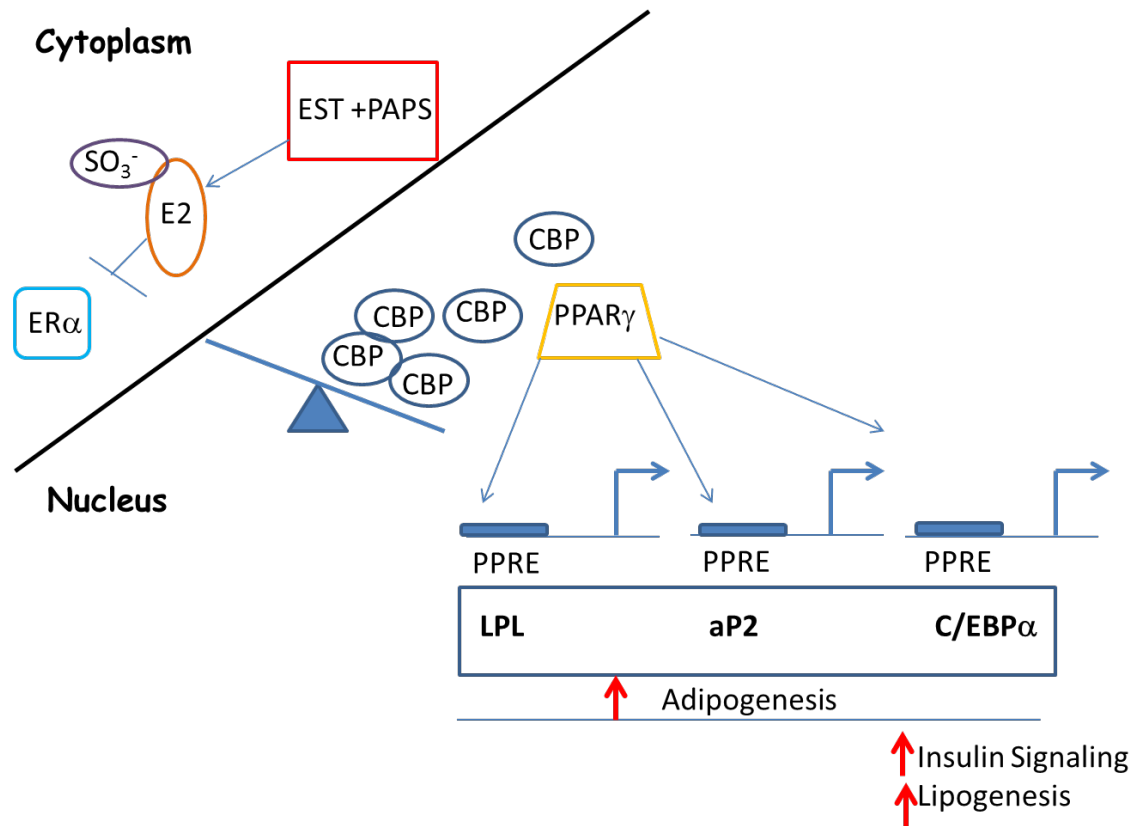 Cytoplasm
EST +PAPS
SO₃⁻
E2
ERα
CBP
CBP
CBP
CBP
CBP
PPARγ
Nucleus
PPRE
PPRE
PPRE
LPL
aP2
C/EBPα
Adipogenesis
Insulin Signaling
Lipogenesis